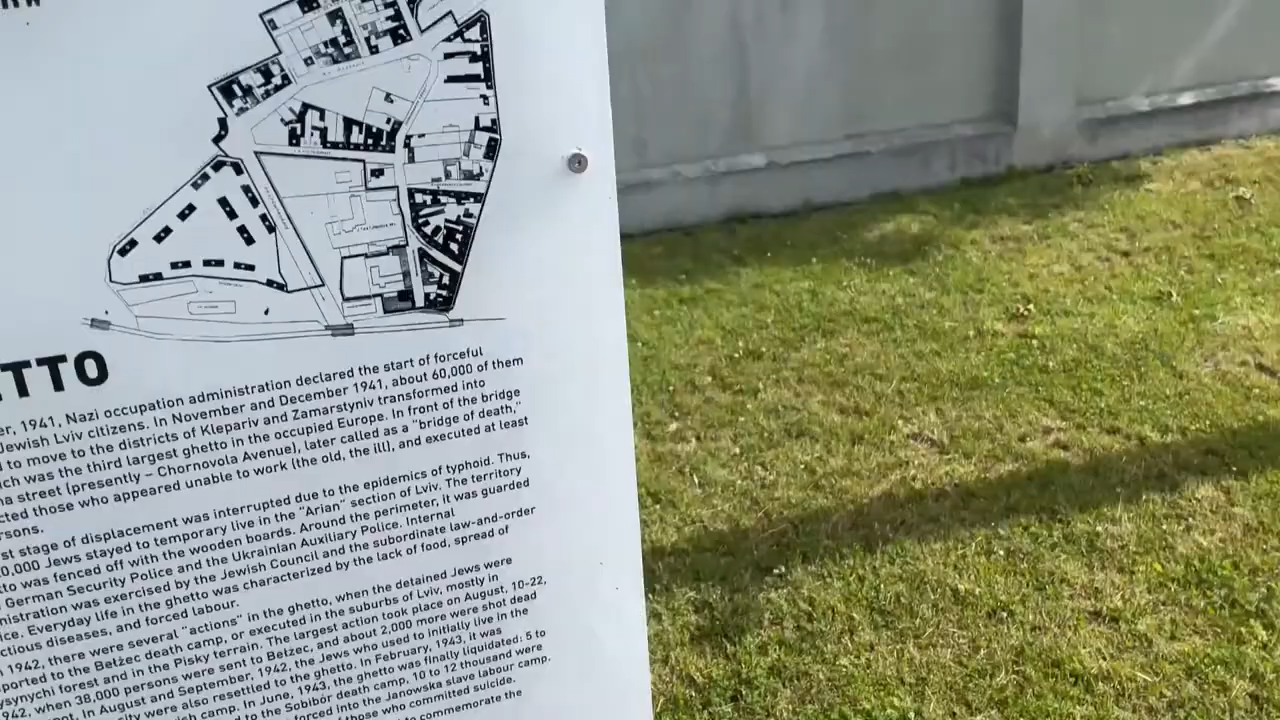 TTO
er, 1941, Nazi occupation administration declared the start of forceful
Jewish Lviv citizens. In November and December 1941, about 60,000 of them
to move to the districts of Klepariv and Zamarstyniv transformed into
ich was the third largest ghetto in the occupied Europe. In front of the bridge
na street (presently – Chornovola Avenue), later called as a "bridge of death,"
cted those who appeared unable to work (the old, the ill), and executed at least
rsons.
st stage of displacement was interrupted due to the epidemics of typhoid. Thus,
0,000 Jews stayed to temporary live in the "Arian" section of Lviv. The territory
tto was fenced off with the wooden boards. Around the perimeter, it was guarded
German Security Police and the Ukrainian Auxiliary Police. Internal
nistration was exercised by the Jewish Council and the subordinate law-and-order
ice. Everyday life in the ghetto was characterized by the lack of food, spread of
ctious diseases, and forced labour.
1942, there were several "actions" in the ghetto, when the detained Jews were
ported to the Bełżec death camp, or executed in the suburbs of Lviv, mostly in
ysynychi forest and in the Pisky terrain. The largest action took place on August, 10-22,
942, when 38,000 persons were sent to Bełżec, and about 2,000 more were shot dead
pot. In August and September, 1942, the Jews who used to initially live in the
city were also resettled to the ghetto. In February, 1943, it was
ish camp. In June, 1943, the ghetto was finally liquidated: 5 to
d to the Sobibór death camp, 10 to 12 thousand were
forced into the Janowska slave labour camp.
those who committed suicide.
to commemorate the